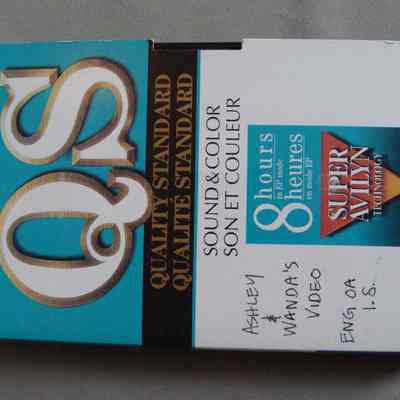 QS
QUALITY STANDARD
QUALITÉ STANDARD
SOUND & COLOR
SON ET COULEUR
8 hours
in EP mode
8 heures
en mode EP
SUPER
AVILYN
TECHNOLOGY
ASHLEY
&
WANDA'S
VIDEO
ENG OA
I.S.